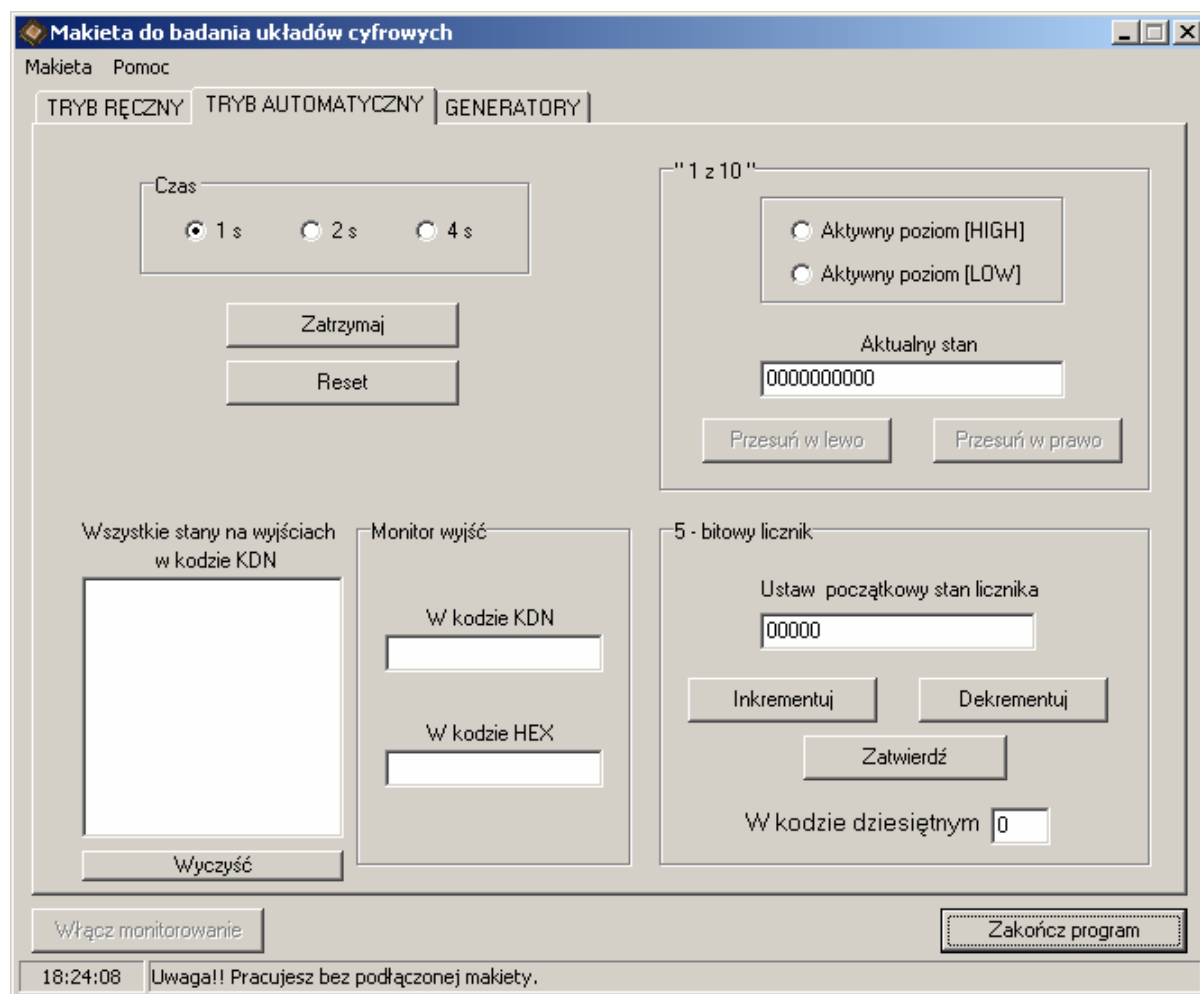 Makieta do badania układów cyfrowych
Makieta Pomoc
TRYB RĘCZNY TRYB AUTOMATYCZNY GENERATORY
Czas
1 s 2 s 4 s
Zatrzymaj
Reset
" 1 z 10 "
Aktywny poziom [HIGH]
Aktywny poziom [LOW]
Aktualny stan
0000000000
Przesuń w lewo Przesuń w prawo
Wszystkie stany na wyjściach
w kodzie KDN
Wyczyść
Monitor wyjść
W kodzie KDN
W kodzie HEX
5 - bitowy licznik
Ustaw początkowy stan licznika
00000
Inkrementuj Dekrementuj
Zatwierdź
W kodzie dziesiętnym 0
Włącz monitorowanie Zakończ program
18:24:08 Uwaga!! Pracujesz bez podłączonej makiety.